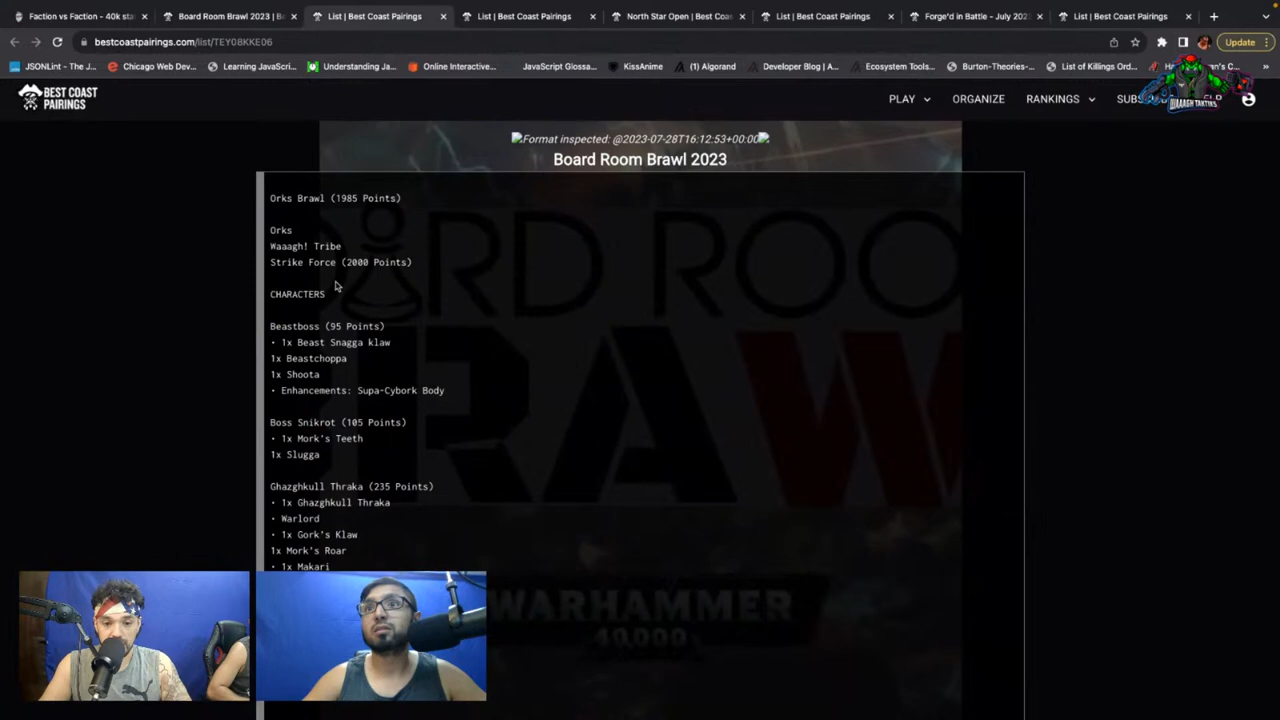 Faction vs Faction - 40k sta
Board Room Brawl 2023 | B
List | Best Coast Pairings
List | Best Coast Pairings
North Star Open | Best Coa
List | Best Coast Pairings
Forge'd in Battle - July 202
List | Best Coast Pairings
bestcoastpairings.com/list/TEY08KKE06
Update
JSONLint - The J...
Chicago Web Dev...
Learning JavaScri...
Understanding Ja...
Online Interactive...
JavaScript Glossa...
KissAnime
(1) Algorand
Developer Blog | A...
Ecosystem Tools...
Burton-Theories-...
List of Killings Ord...
BEST COAST
PAIRINGS
PLAY
ORGANIZE
RANKINGS
WAAAGH TAKTIKS
Format inspected: @2023-07-28T16:12:53+00:00
Board Room Brawl 2023
Orks Brawl (1985 Points)
Orks
Waaagh! Tribe
Strike Force (2000 Points)
CHARACTERS
Beastboss (95 Points)
• 1x Beast Snagga klaw
1x Beastchoppa
1x Shoota
• Enhancements: Supa-Cybork Body
Boss Snikrot (105 Points)
• 1x Mork's Teeth
1x Slugga
Ghazghkull Thraka (235 Points)
• 1x Ghazghkull Thraka
• Warlord
• 1x Gork's Klaw
1x Mork's Roar
• 1x Makari
WARHAMMER
40,000